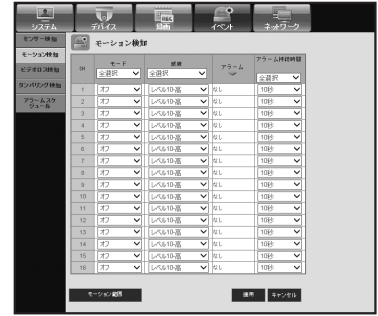 システム デバイス 録画 イベント ネットワーク
REC
センサー検知
モーション検知
ビデオロス検知
タンパリング検知
アラームスケジュール
モーション検知
CH モード 感度 アラーム アラーム持続時間
全選択 全選択 全選択
1 オフ レベル10-高 なし 10秒
2 オフ レベル10-高 なし 10秒
3 オフ レベル10-高 なし 10秒
4 オフ レベル10-高 なし 10秒
5 オフ レベル10-高 なし 10秒
6 オフ レベル10-高 なし 10秒
7 オフ レベル10-高 なし 10秒
8 オフ レベル10-高 なし 10秒
9 オフ レベル10-高 なし 10秒
10 オフ レベル10-高 なし 10秒
11 オフ レベル10-高 なし 10秒
12 オフ レベル10-高 なし 10秒
13 オフ レベル10-高 なし 10秒
14 オフ レベル10-高 なし 10秒
15 オフ レベル10-高 なし 10秒
16 オフ レベル10-高 なし 10秒
モーション範囲 適用 キャンセル